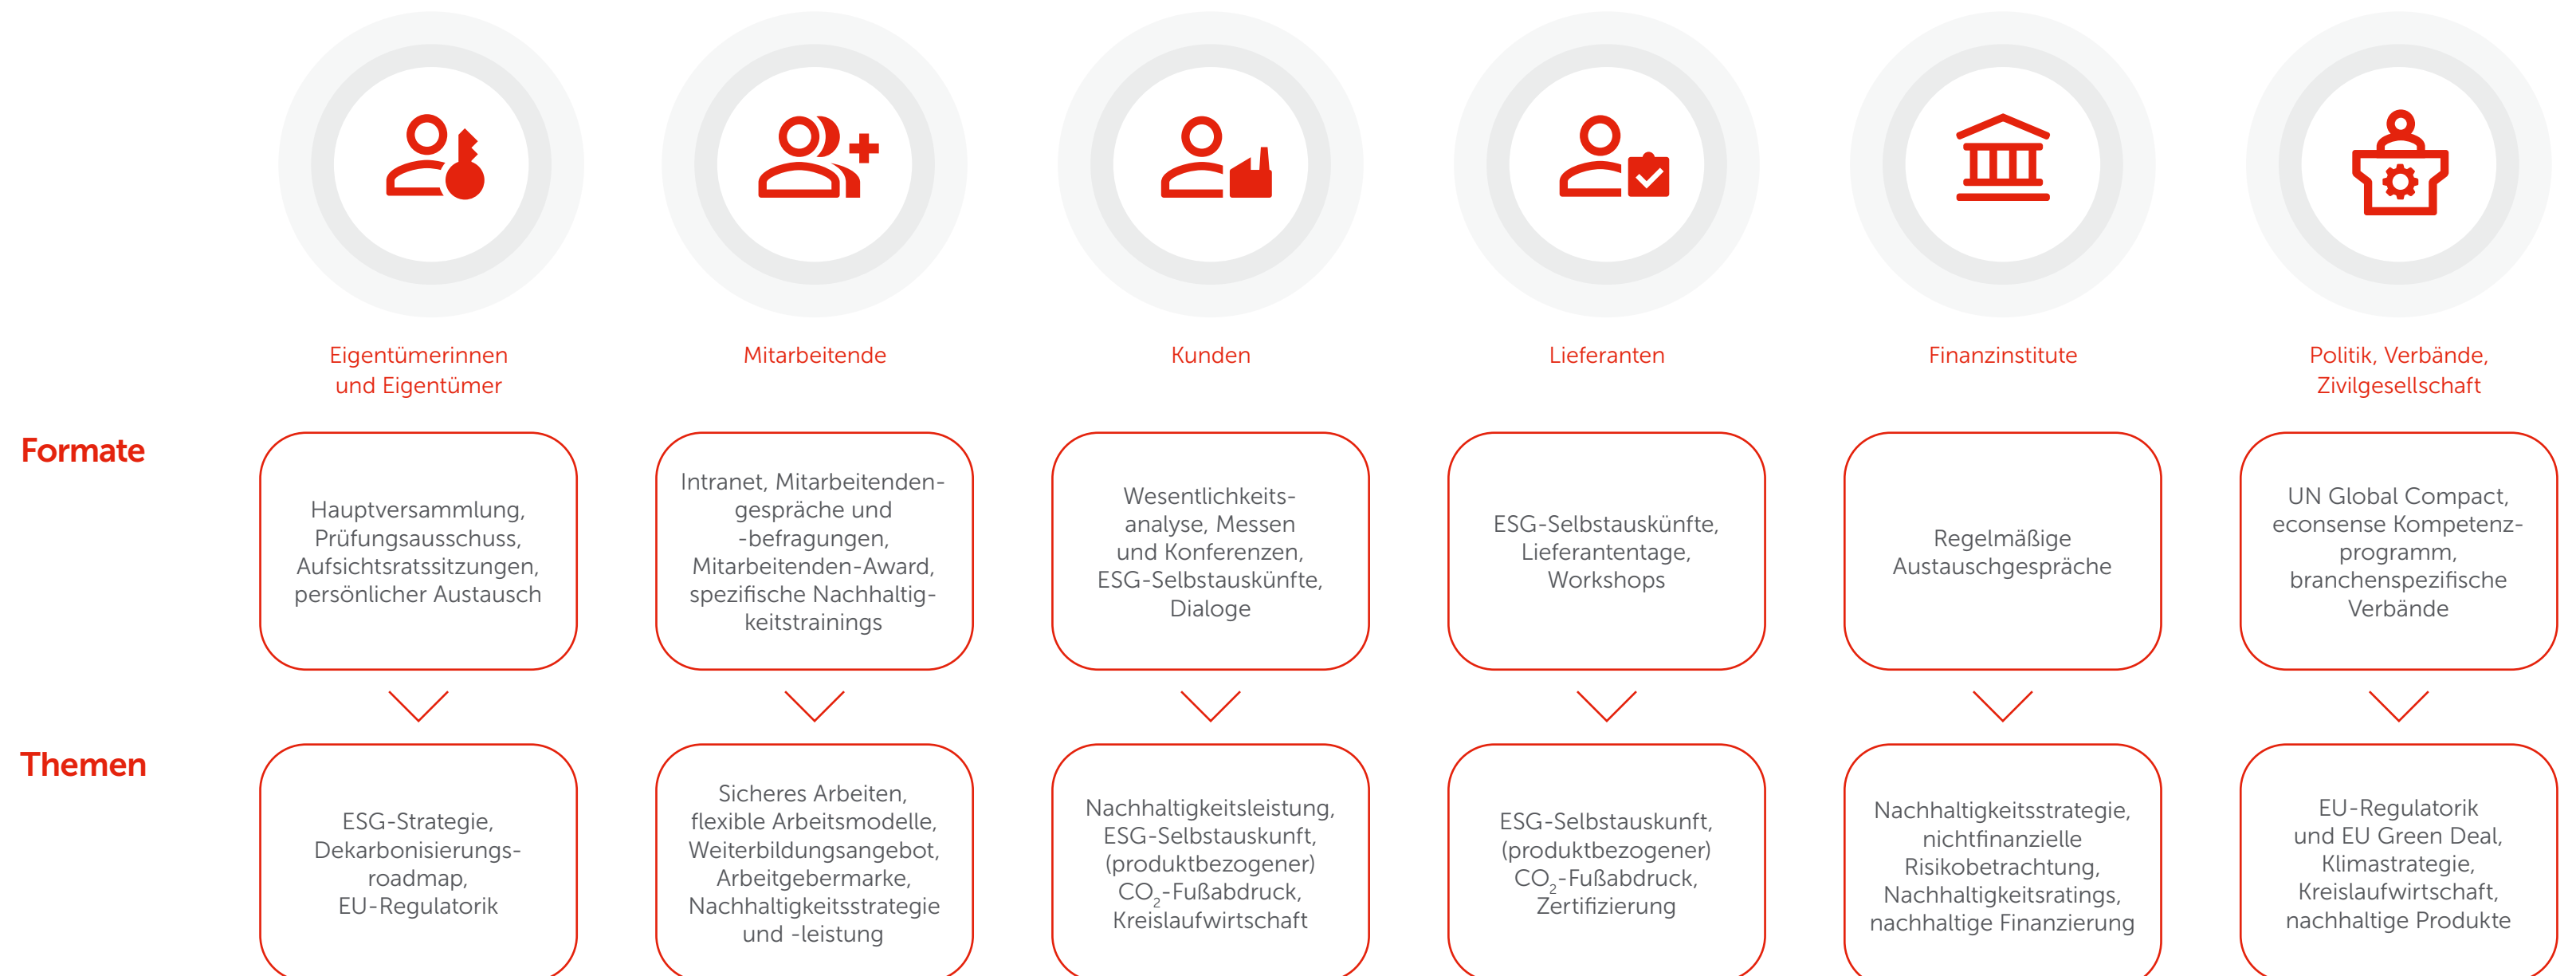 Eigentümerinnen
und Eigentümer
Mitarbeitende
Kunden
Lieferanten
Finanzinstitute
Politik, Verbände,
Zivilgesellschaft
Formate
Hauptversammlung,
Prüfungsausschuss,
Aufsichtsratssitzungen,
persönlicher Austausch
Intranet, Mitarbeitenden-
gespräche und
-befragungen,
Mitarbeitenden-Award,
spezifische Nachhaltig-
keitstrainings
Wesentlichkeits-
analyse, Messen
und Konferenzen,
ESG-Selbstauskünfte,
Dialoge
ESG-Selbstauskünfte,
Lieferantentage,
Workshops
Regelmäßige
Austauschgespräche
UN Global Compact,
econsense Kompetenz-
programm,
branchenspezifische
Verbände
Themen
ESG-Strategie,
Dekarbonisierungs-
roadmap,
EU-Regulatorik
Sicheres Arbeiten,
flexible Arbeitsmodelle,
Weiterbildungsangebot,
Arbeitgebermarke,
Nachhaltigkeitsstrategie
und -leistung
Nachhaltigkeitsleistung,
ESG-Selbstauskunft,
(produktbezogener)
CO₂-Fußabdruck,
Kreislaufwirtschaft
ESG-Selbstauskunft,
(produktbezogener)
CO₂-Fußabdruck,
Zertifizierung
Nachhaltigkeitsstrategie,
nichtfinanzielle
Risikobetrachtung,
Nachhaltigkeitsratings,
nachhaltige Finanzierung
EU-Regulatorik
und EU Green Deal,
Klimastrategie,
Kreislaufwirtschaft,
nachhaltige Produkte